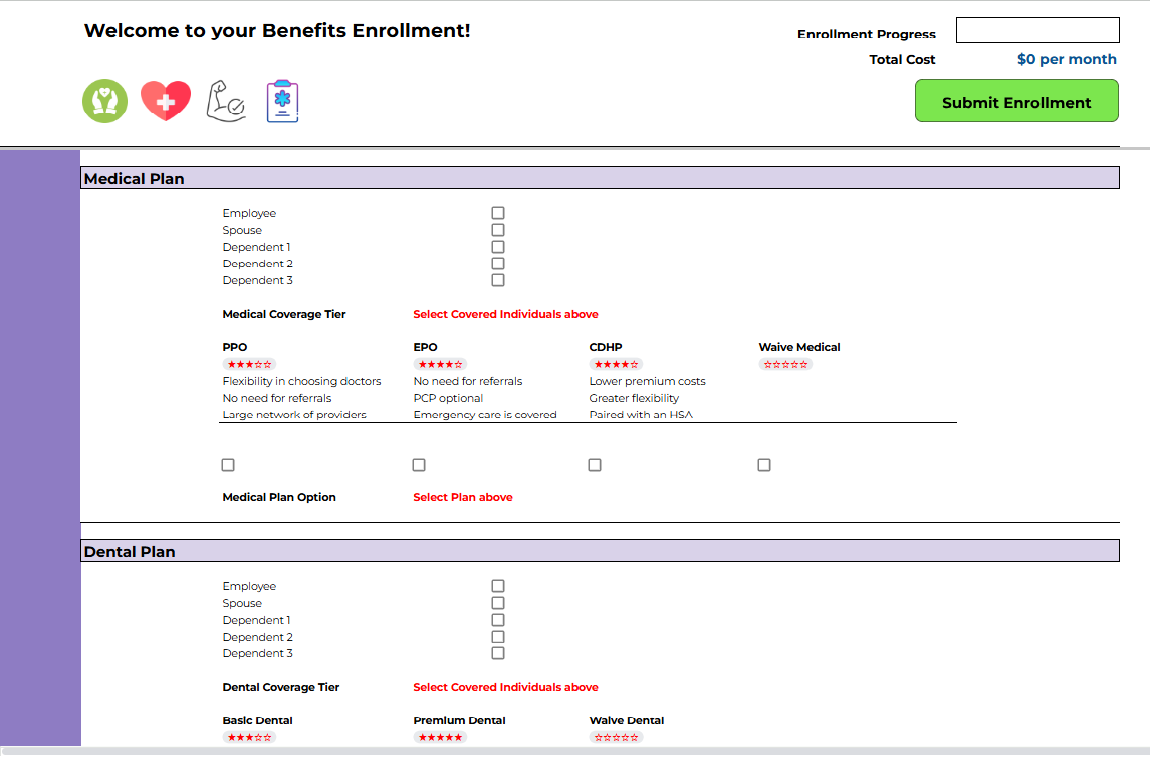 Welcome to your Benefits Enrollment!
Enrollment Progress
Total Cost $0 per month
Submit Enrollment
Medical Plan
Employee
Spouse
Dependent 1
Dependent 2
Dependent 3
Medical Coverage Tier Select Covered Individuals above
PPO EPO CDHP Waive Medical
★★★☆☆ ★★★★☆ ★★★★☆ ☆☆☆☆☆
Flexibility in choosing doctors No need for referrals Lower premium costs
No need for referrals PCP optional Greater flexibility
Large network of providers Emergency care is covered Paired with an HSA
Medical Plan Option Select Plan above
Dental Plan
Employee
Spouse
Dependent 1
Dependent 2
Dependent 3
Dental Coverage Tier Select Covered Individuals above
Basic Dental Premium Dental Waive Dental
★★★☆☆ ★★★★★ ☆☆☆☆☆